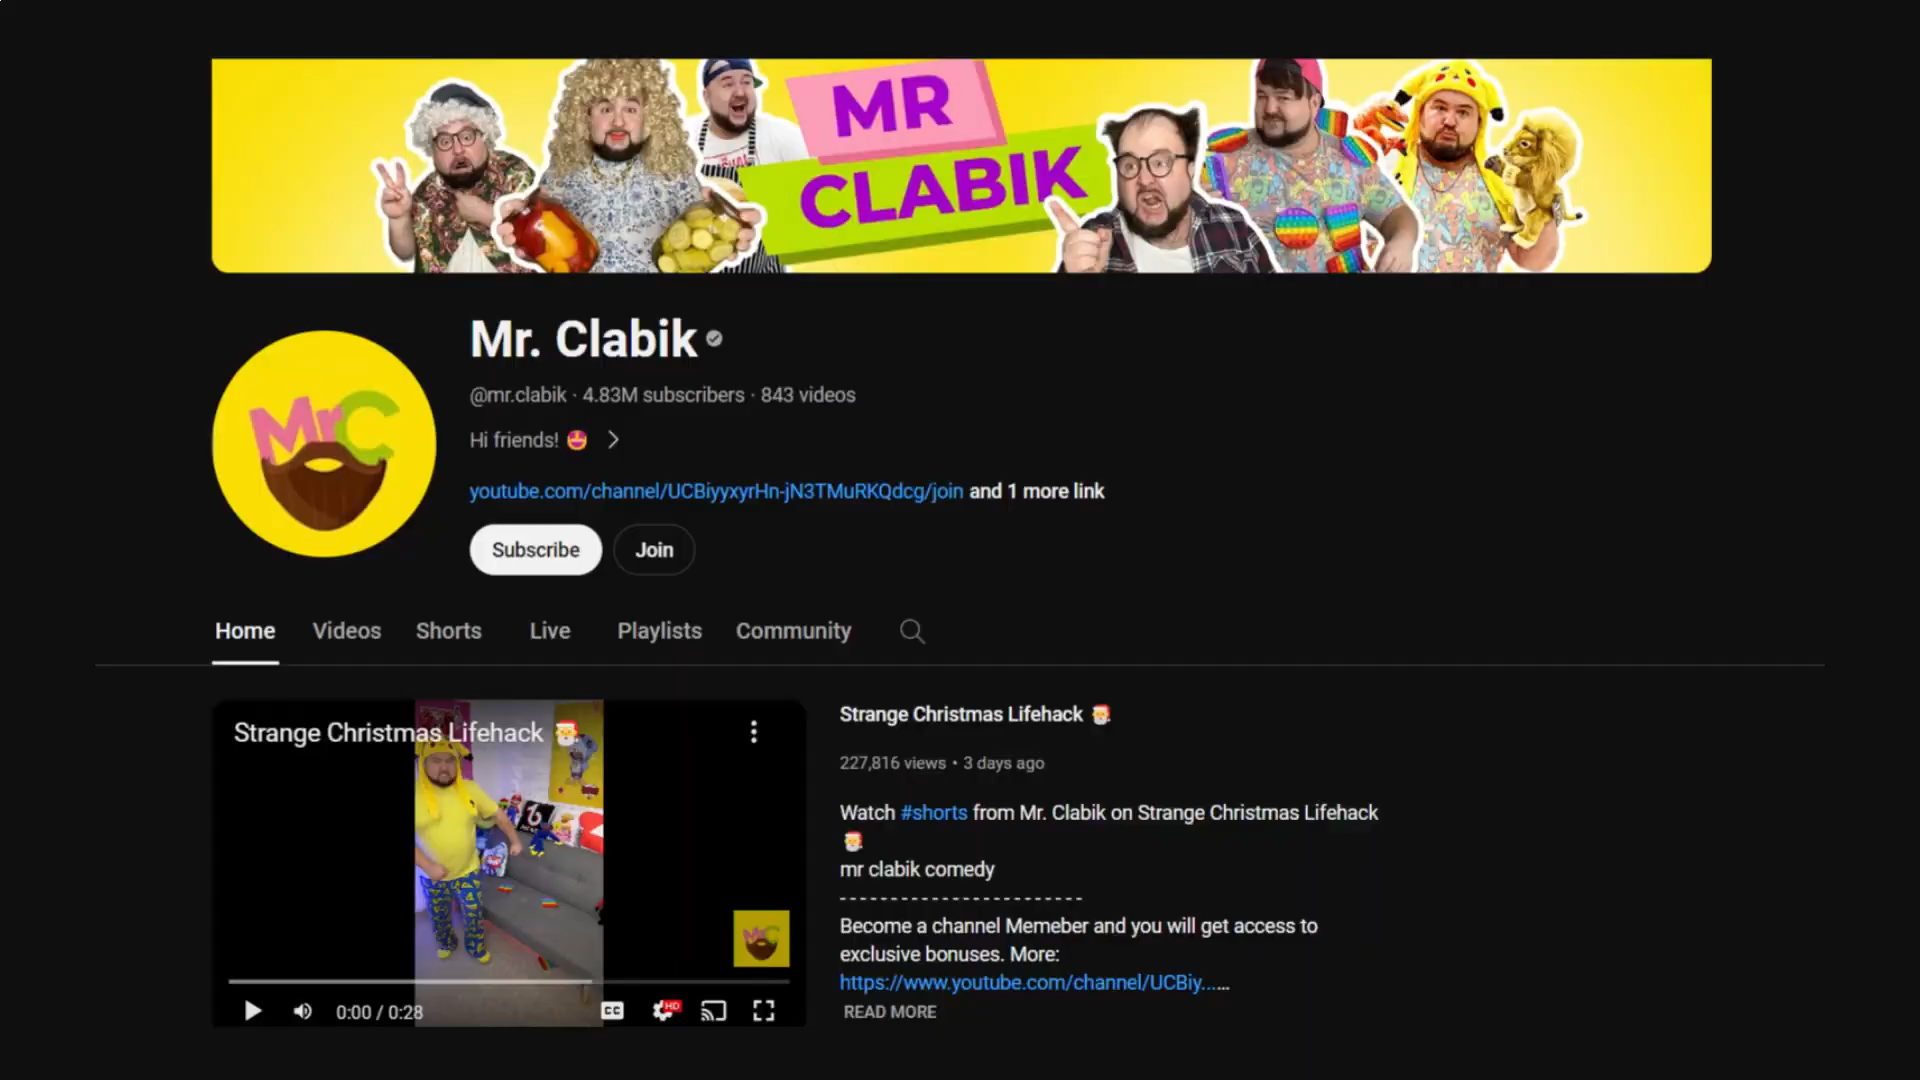 MR
CLABIK
MrC
Mr. Clabik
@mr.clabik · 4.83M subscribers · 843 videos
Hi friends! 🤩 >
youtube.com/channel/UCBiyyxyrHn-jN3TMuRKQdcg/join and 1 more link
Subscribe
Join
Home
Videos
Shorts
Live
Playlists
Community
Strange Christmas Lifehack 🎅
MrC
0:00 / 0:28
CC
HD
Strange Christmas Lifehack 🎅
227,816 views • 3 days ago
Watch #shorts from Mr. Clabik on Strange Christmas Lifehack
🎅
mr clabik comedy
------------------------
Become a channel Memeber and you will get access to
exclusive bonuses. More:
https://www.youtube.com/channel/UCBiy......
READ MORE